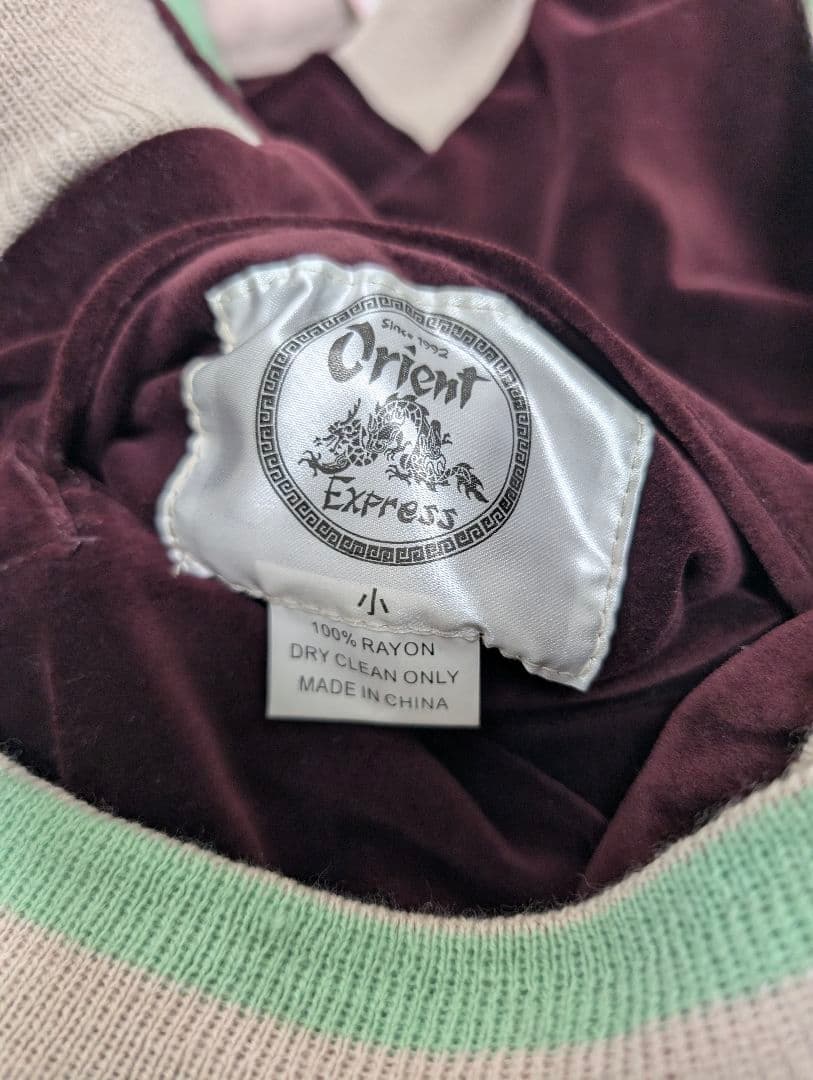 Since 1992
Orient
Express
小
100% RAYON
DRY CLEAN ONLY
MADE IN CHINA